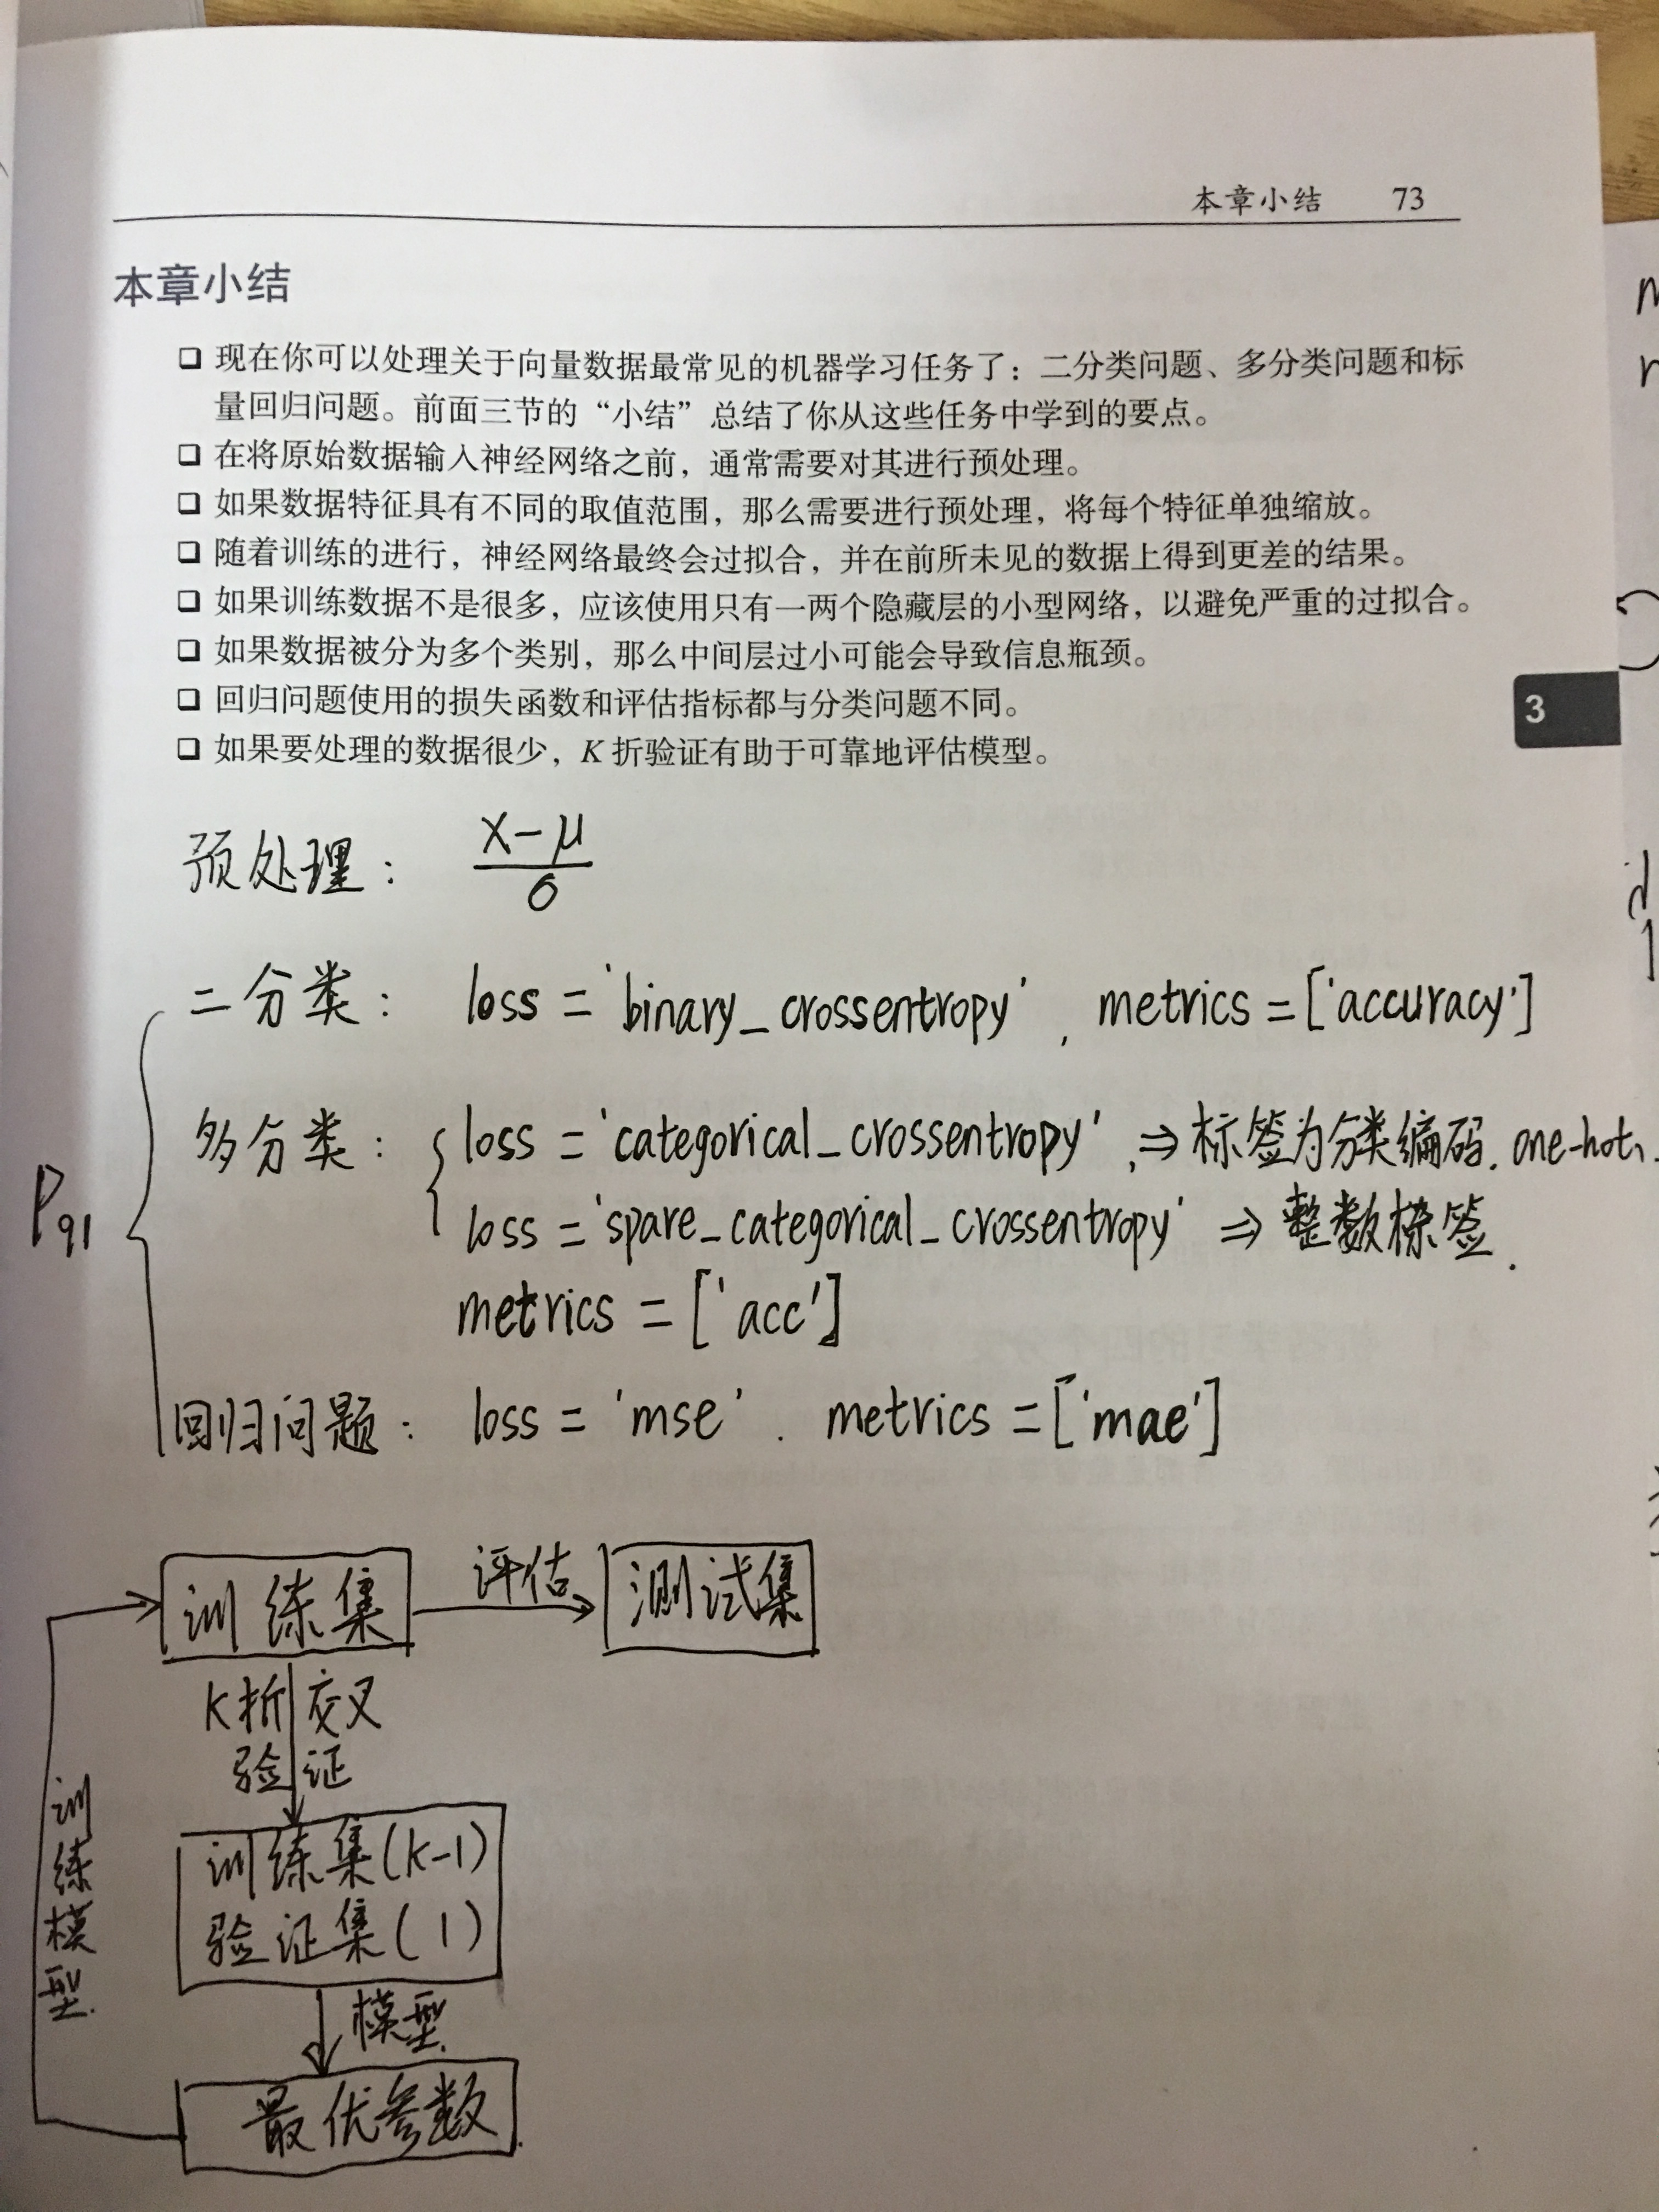 本章小结 73
本章小结
❑ 现在你可以处理关于向量数据最常见的机器学习任务了：二分类问题、多分类问题和标
量回归问题。前面三节的“小结”总结了你从这些任务中学到的要点。
❑ 在将原始数据输入神经网络之前，通常需要对其进行预处理。
❑ 如果数据特征具有不同的取值范围，那么需要进行预处理，将每个特征单独缩放。
❑ 随着训练的进行，神经网络最终会过拟合，并在前所未见的数据上得到更差的结果。
❑ 如果训练数据不是很多，应该使用只有一两个隐藏层的小型网络，以避免严重的过拟合。
❑ 如果数据被分为多个类别，那么中间层过小可能会导致信息瓶颈。
❑ 回归问题使用的损失函数和评估指标都与分类问题不同。
3
❑ 如果要处理的数据很少，K 折验证有助于可靠地评估模型。
预处理： x-μ
σ
二分类： loss = 'binary_crossentropy', metrics = ['accuracy']
多分类： { loss = 'categorical_crossentropy', ⇒ 标签为分类编码. one-hot
P91
loss = 'spare_categorical_crossentropy' ⇒ 整数标签.
metrics = ['acc']
回归问题： loss = 'mse'. metrics = ['mae']
训练集 评估 测试集
K折交叉
验证
训练集(K-1)
验证集(1)
训练模型
模型
最优参数